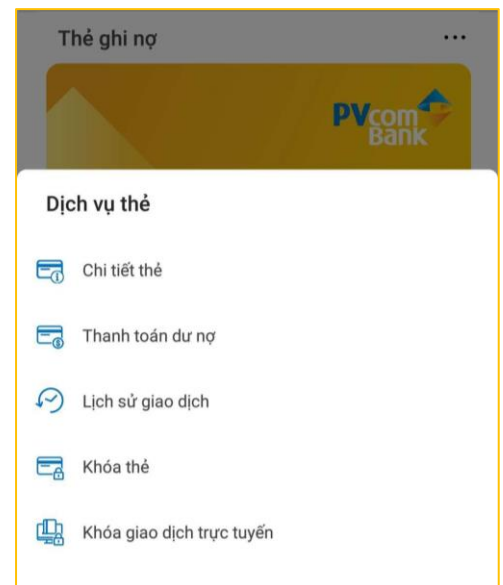 Thẻ ghi nợ
PVcom
Bank
Dịch vụ thẻ
Chi tiết thẻ
Thanh toán dư nợ
Lịch sử giao dịch
Khóa thẻ
Khóa giao dịch trực tuyến